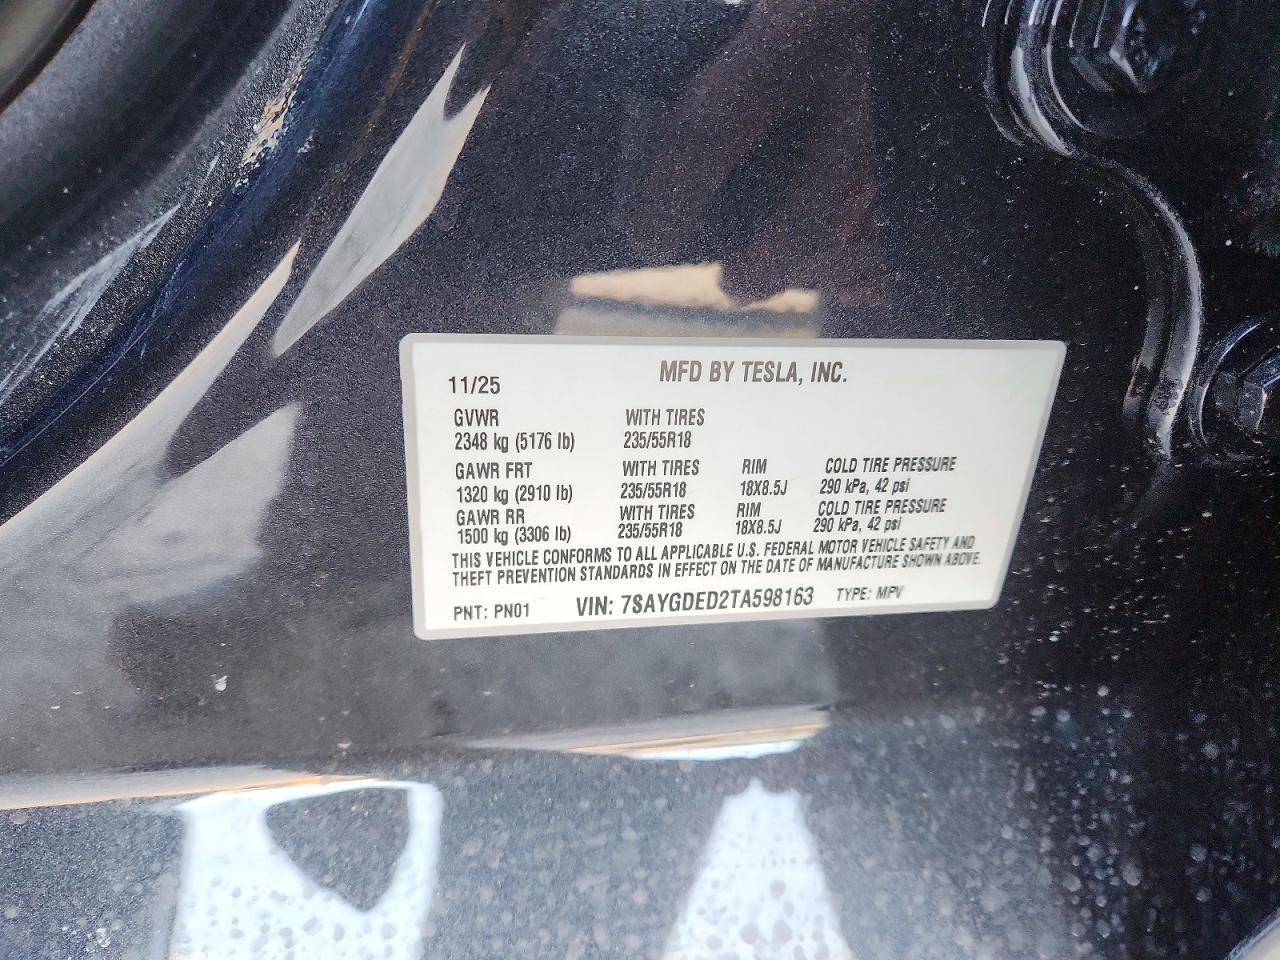 MFD BY TESLA, INC.
11/25
GVWR WITH TIRES
2348 kg (5176 lb) 235/55R18
GAWR FRT WITH TIRES RIM COLD TIRE PRESSURE
1320 kg (2910 lb) 235/55R18 18X8.5J 290 kPa, 42 psi
GAWR RR WITH TIRES RIM COLD TIRE PRESSURE
1500 kg (3306 lb) 235/55R18 18X8.5J 290 kPa, 42 psi
THIS VEHICLE CONFORMS TO ALL APPLICABLE U.S. FEDERAL MOTOR VEHICLE SAFETY AND
THEFT PREVENTION STANDARDS IN EFFECT ON THE DATE OF MANUFACTURE SHOWN ABOVE.
PNT: PN01 VIN: 7SAYGDED2TA598163 TYPE: MPV